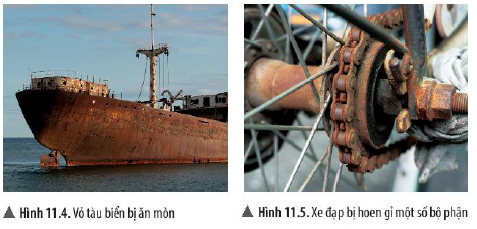 ▲ Hình 11.4. Vỏ tàu biển bị ăn mòn
▲ Hình 11.5. Xe đạp bị hoen gỉ một số bộ phận